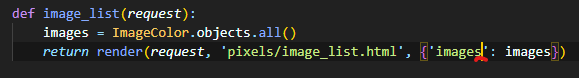 def image_list(request):
    images = ImageColor.objects.all()
    return render(request, 'pixels/image_list.html', {'images': images})